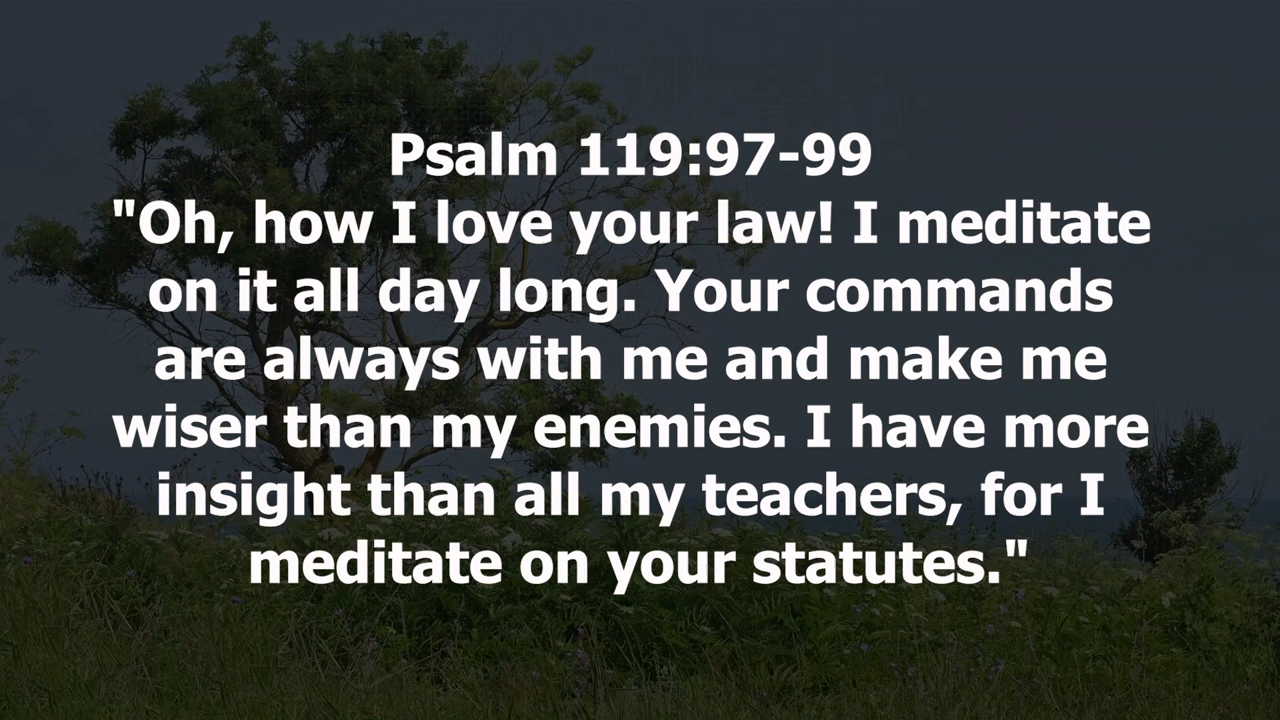 Psalm 119:97-99
"Oh, how I love your law! I meditate
on it all day long. Your commands
are always with me and make me
wiser than my enemies. I have more
insight than all my teachers, for I
meditate on your statutes."